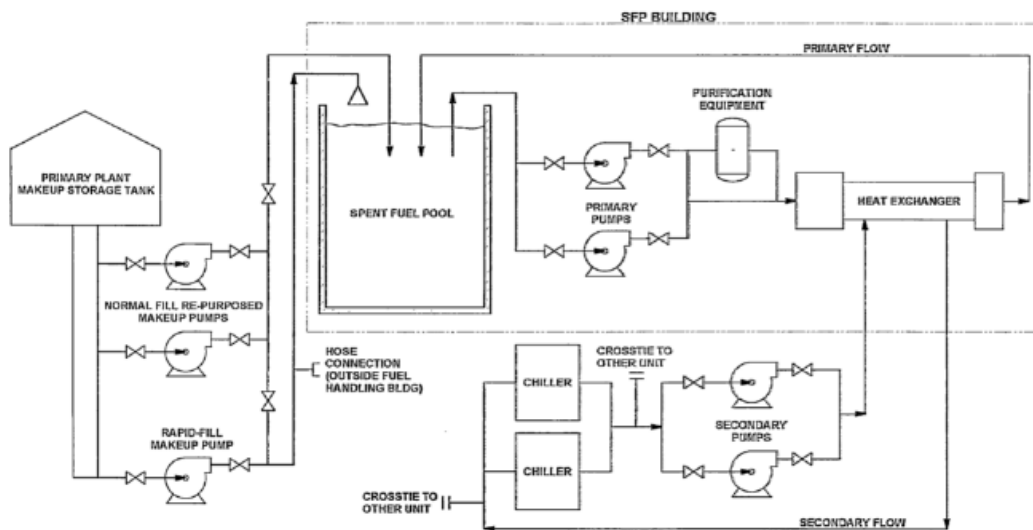 SFP BUILDING
PRIMARY FLOW
PURIFICATION
EQUIPMENT
PRIMARY PLANT
MAKEUP STORAGE TANK
SPENT FUEL POOL
PRIMARY
PUMPS
HEAT EXCHANGER
NORMAL FILL RE-PURPOSED
MAKEUP PUMPS
HOSE
CONNECTION
(OUTSIDE FUEL
HANDLING BLDG)
CROSSTIE TO
OTHER UNIT
CHILLER
SECONDARY
PUMPS
RAPID-FILL
MAKEUP PUMP
CHILLER
CROSSTIE TO
OTHER UNIT
SECONDARY FLOW